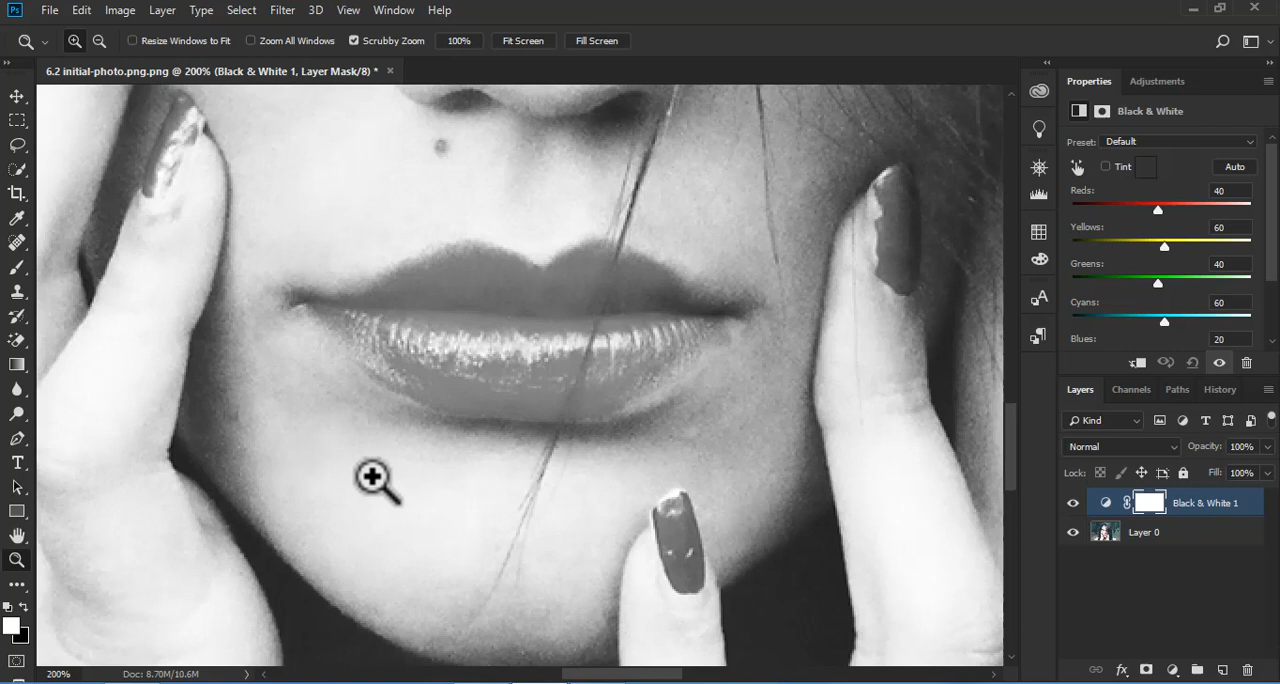 Ps File Edit Image Layer Type Select Filter 3D View Window Help
Resize Windows to Fit Zoom All Windows Scrubby Zoom 100% Fit Screen Fill Screen
6.2 initial-photo.png.png @ 200% (Black & White 1, Layer Mask/8) * ×
Properties Adjustments
Black & White
Preset: Default
Tint Auto
Reds: 40
Yellows: 60
Greens: 40
Cyans: 60
Blues: 20
Layers Channels Paths History
Kind
Normal Opacity: 100%
Lock: Fill: 100%
Black & White 1
Layer 0
200% Doc: 8.70M/10.6M